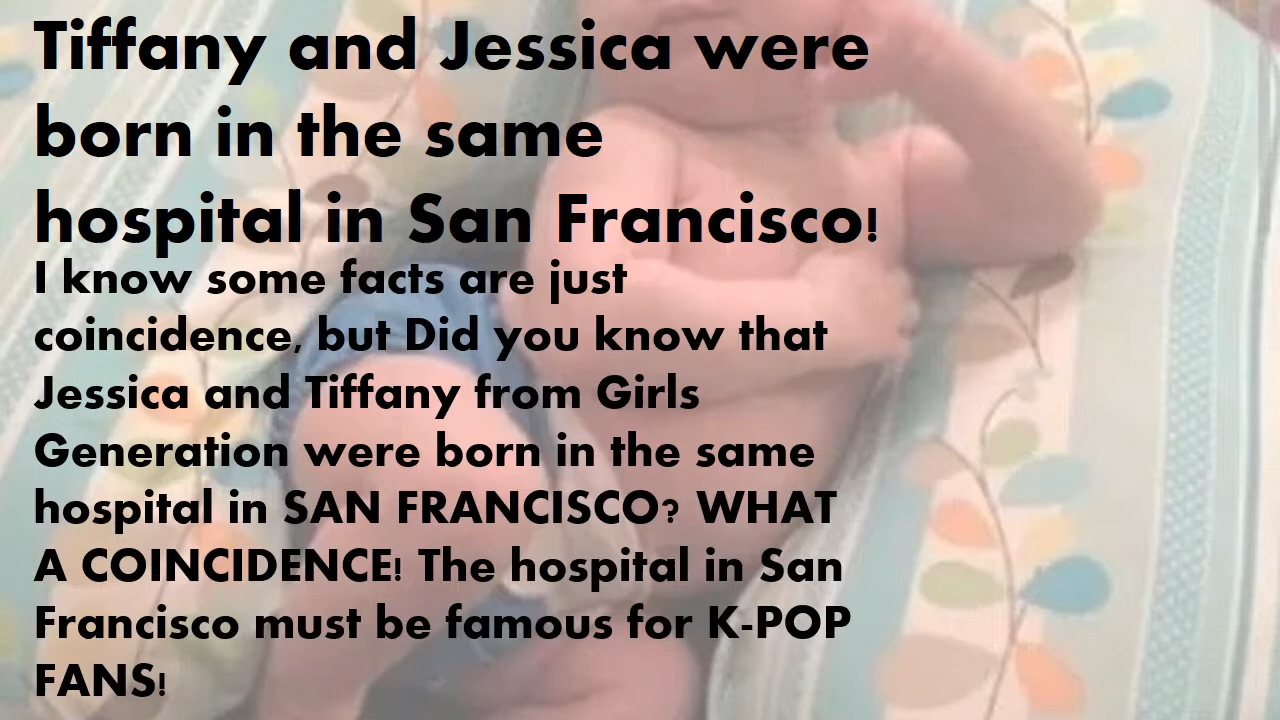 Tiffany and Jessica were
born in the same
hospital in San Francisco!
I know some facts are just
coincidence, but Did you know that
Jessica and Tiffany from Girls
Generation were born in the same
hospital in SAN FRANCISCO? WHAT
A COINCIDENCE! The hospital in San
Francisco must be famous for K-POP
FANS!